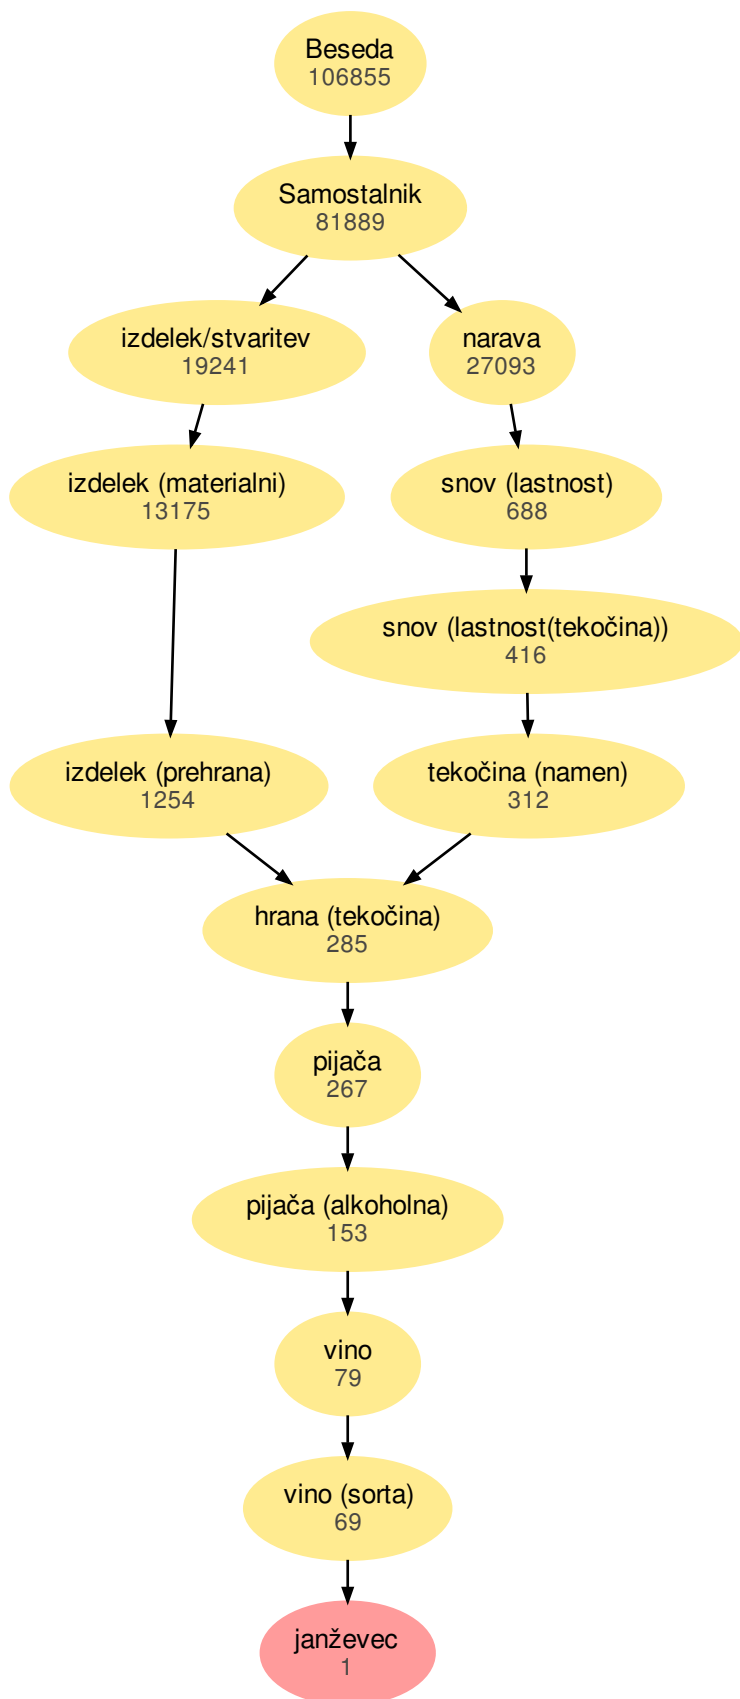 Beseda
106855
Samostalnik
81889
izdelek/stvaritev
19241
narava
27093
izdelek (materialni)
13175
snov (lastnost)
688
snov (lastnost(tekočina))
416
izdelek (prehrana)
1254
tekočina (namen)
312
hrana (tekočina)
285
pijača
267
pijača (alkoholna)
153
vino
79
vino (sorta)
69
janževec
1